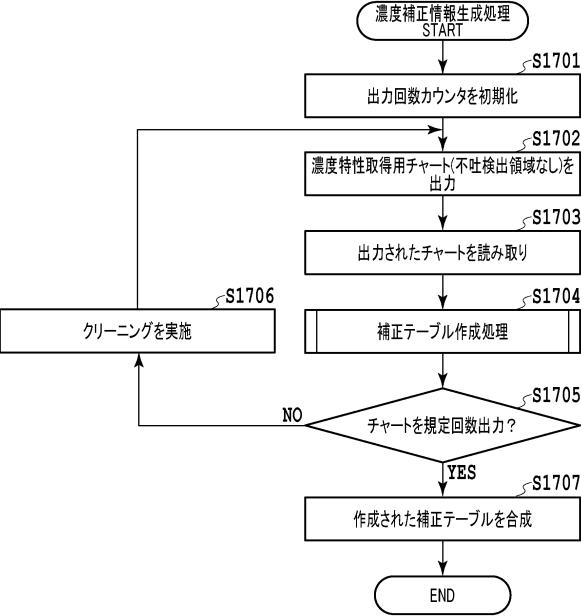 濃度補正情報生成処理
START
S1701
出力回数カウンタを初期化
S1702
濃度特性取得用チャート(不吐検出領域なし)を
出力
S1703
出力されたチャートを読み取り
S1704
補正テーブル作成処理
S1705
チャートを規定回数出力？
NO
S1706
クリーニングを実施
YES
S1707
作成された補正テーブルを合成
END